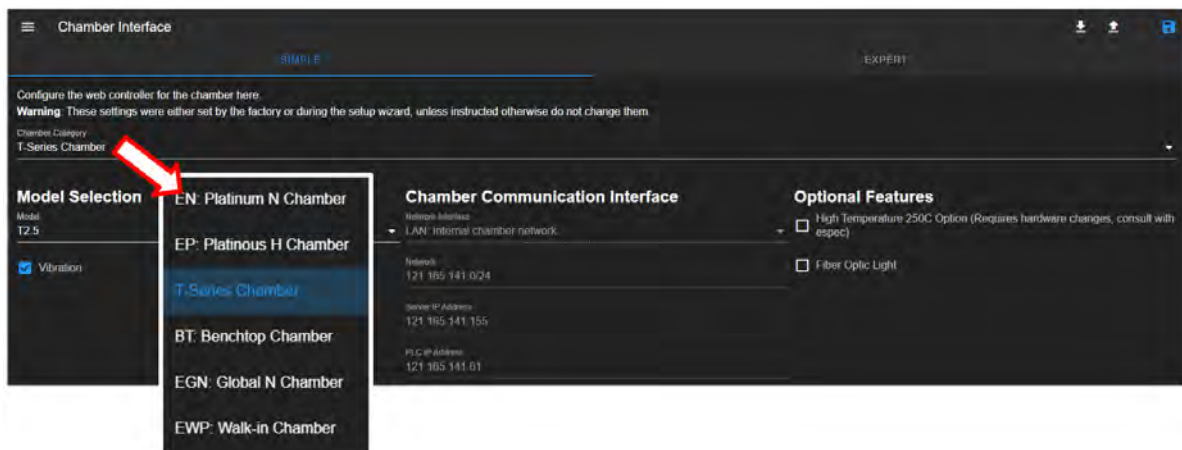 Chamber Interface
SIMPLE
EXPERT
Configure the web controller for the chamber here.
Warning: These settings were either set by the factory or during the setup wizard, unless instructed otherwise do not change them
Chamber Category
T-Series Chamber
Model Selection
Model
T2.5
Vibration
EN: Platinum N Chamber
EP: Platinous H Chamber
T-Series Chamber
BT: Benchtop Chamber
EGN: Global N Chamber
EWP: Walk-in Chamber
Chamber Communication Interface
Network Interface
LAN: Internal chamber network
Network
121.165.141.0/24
Server IP Address
121.165.141.155
PLC IP Address
121.165.141.61
Optional Features
High Temperature 250C Option (Requires hardware changes, consult with
espec)
Fiber Optic Light